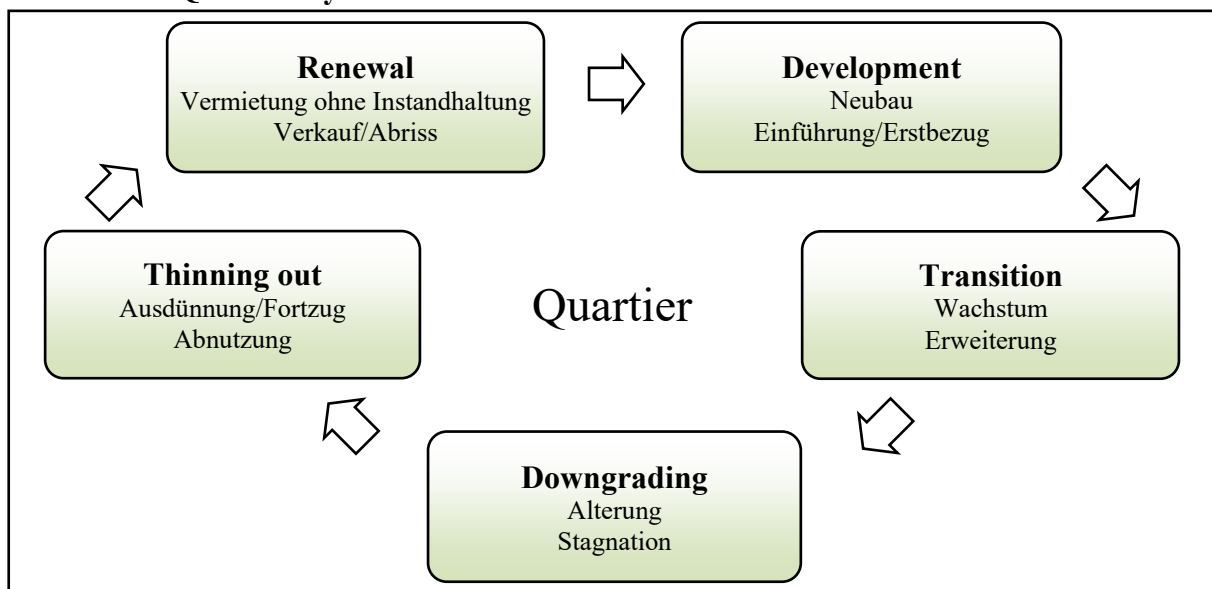 Renewal
Vermietung ohne Instandhaltung
Verkauf/Abriss
Development
Neubau
Einführung/Erstbezug
Transition
Wachstum
Erweiterung
Downgrading
Alterung
Stagnation
Thinning out
Ausdünnung/Fortzug
Abnutzung
Quartier